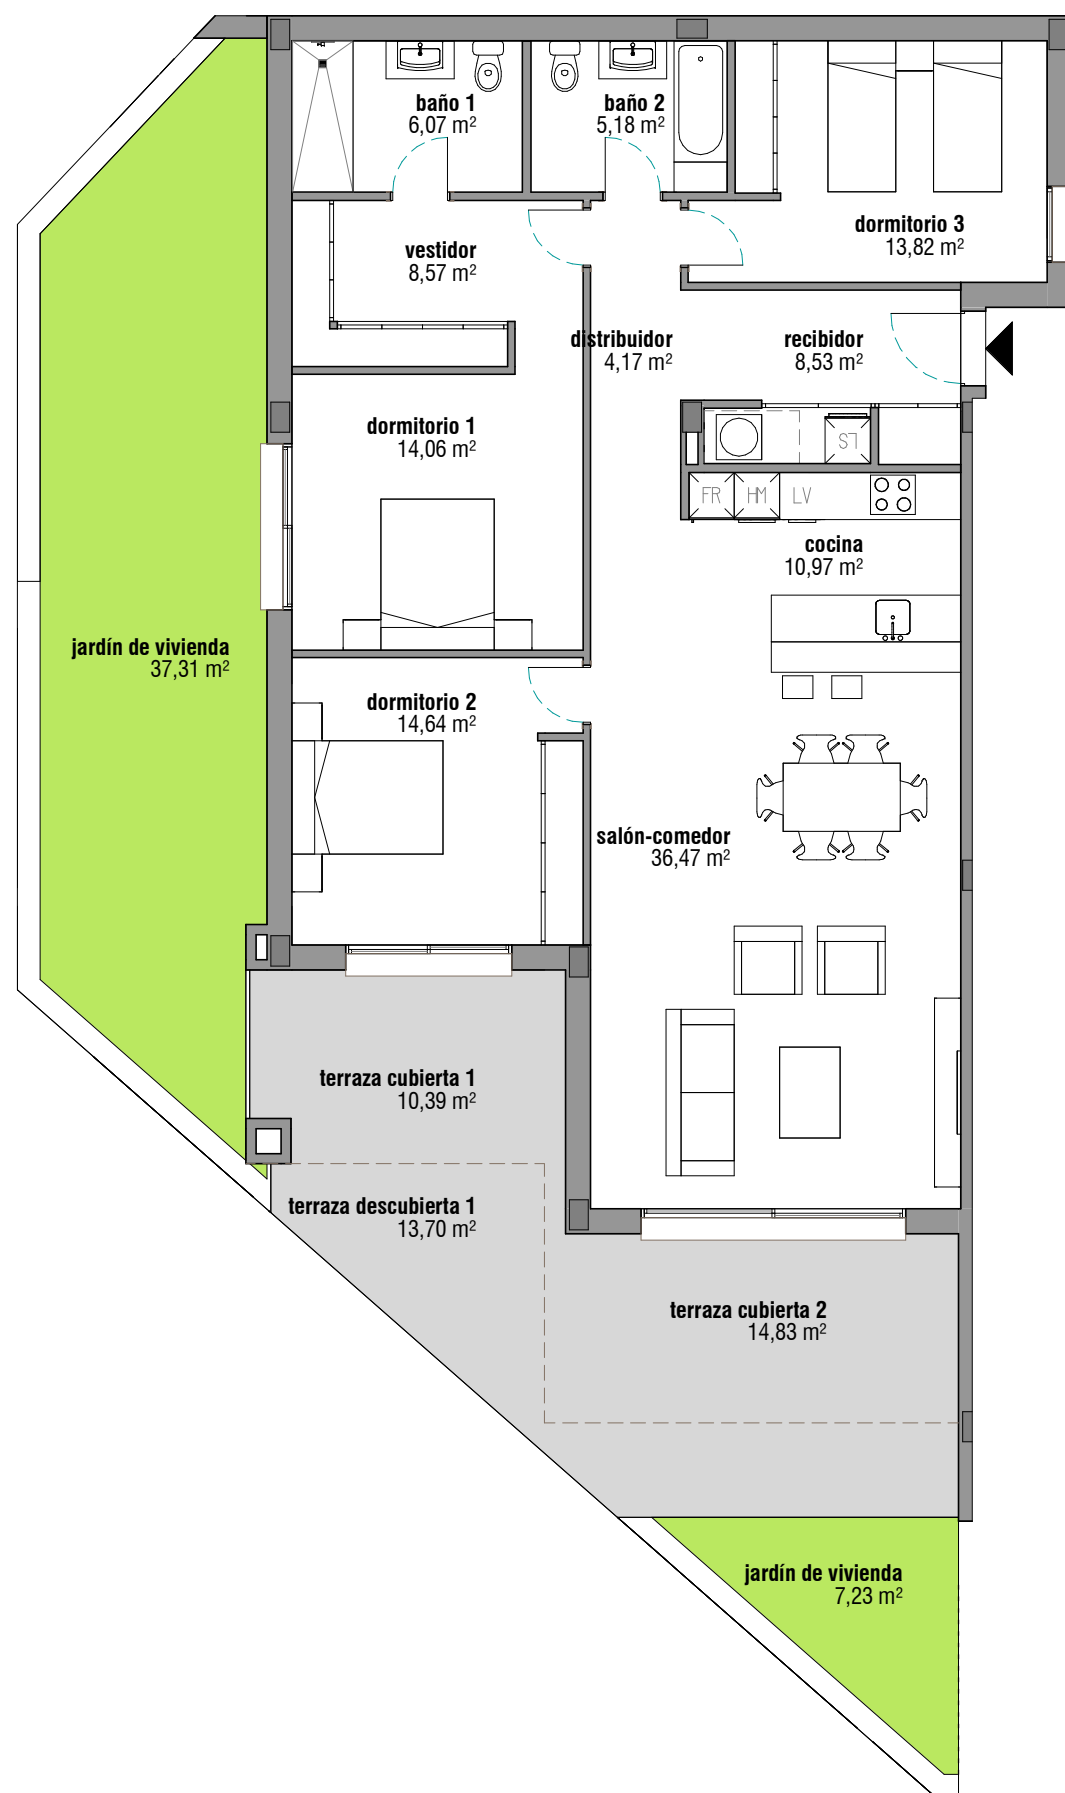 baño 1
6,07 m²
baño 2
5,18 m²
dormitorio 3
13,82 m²
vestidor
8,57 m²
distribuidor
4,17 m²
recibidor
8,53 m²
dormitorio 1
14,06 m²
LS
FR
HM
LV
cocina
10,97 m²
jardín de vivienda
37,31 m²
dormitorio 2
14,64 m²
salón-comedor
36,47 m²
terraza cubierta 1
10,39 m²
terraza descubierta 1
13,70 m²
terraza cubierta 2
14,83 m²
jardín de vivienda
7,23 m²